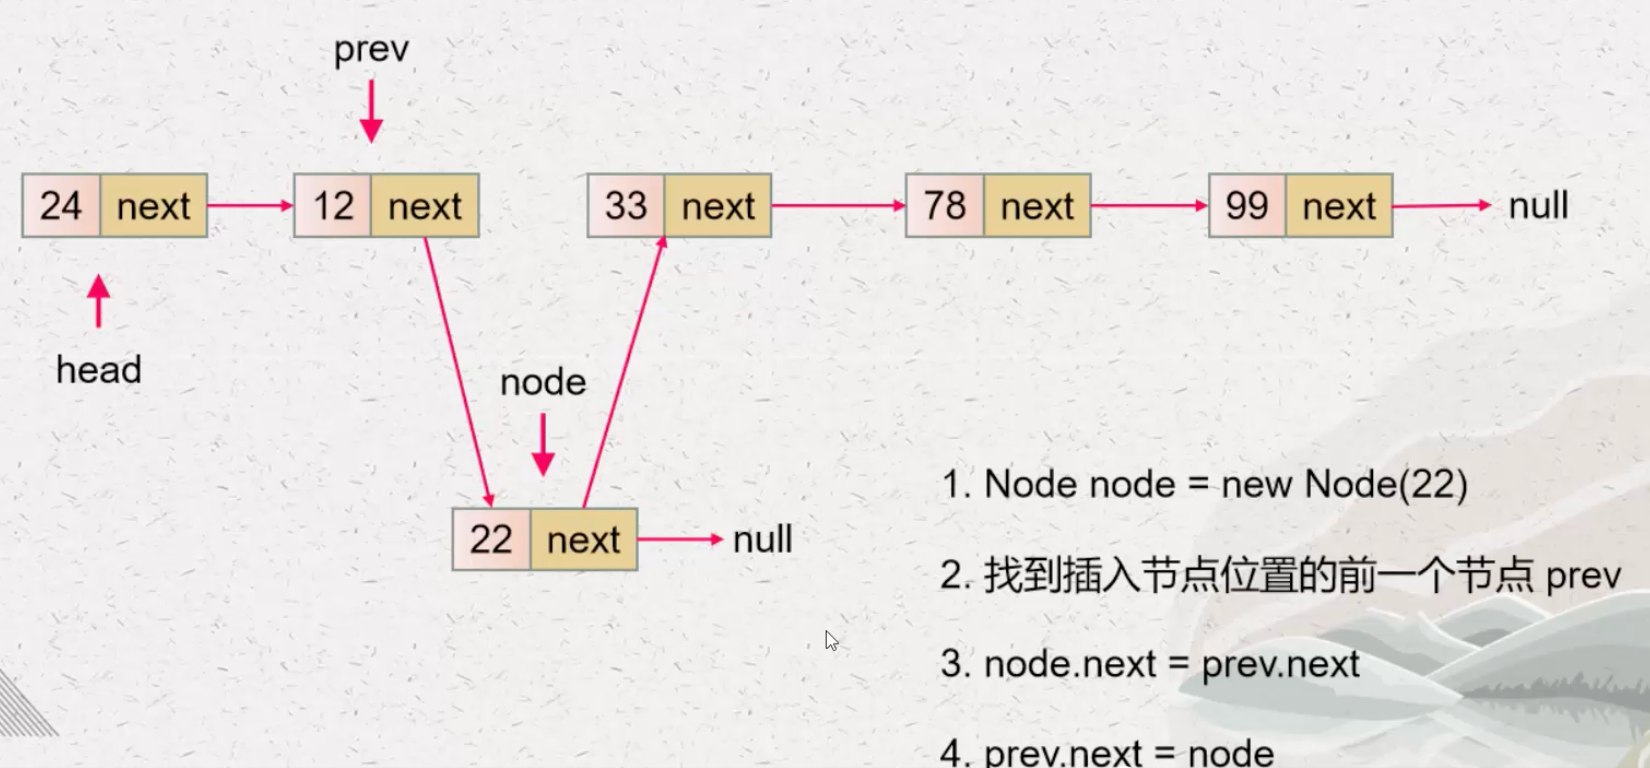 prev
24 next
12 next
33 next
78 next
99 next
null
head
node
22 next
null
1. Node node = new Node(22)
2. 找到插入节点位置的前一个节点 prev
3. node.next = prev.next
4. prev.next = node